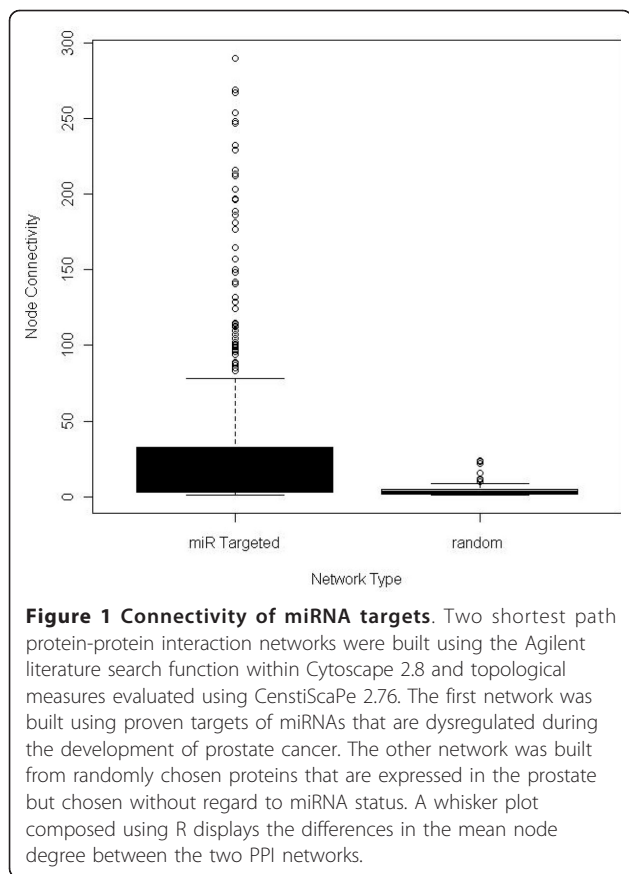 300
250
200
150
100
50
0
Node Connectivity
miR Targeted random
Network Type
Figure 1 Connectivity of miRNA targets. Two shortest path
protein-protein interaction networks were built using the Agilent
literature search function within Cytoscape 2.8 and topological
measures evaluated using CenstiScaPe 2.76. The first network was
built using proven targets of miRNAs that are dysregulated during
the development of prostate cancer. The other network was built
from randomly chosen proteins that are expressed in the prostate
but chosen without regard to miRNA status. A whisker plot
composed using R displays the differences in the mean node
degree between the two PPI networks.